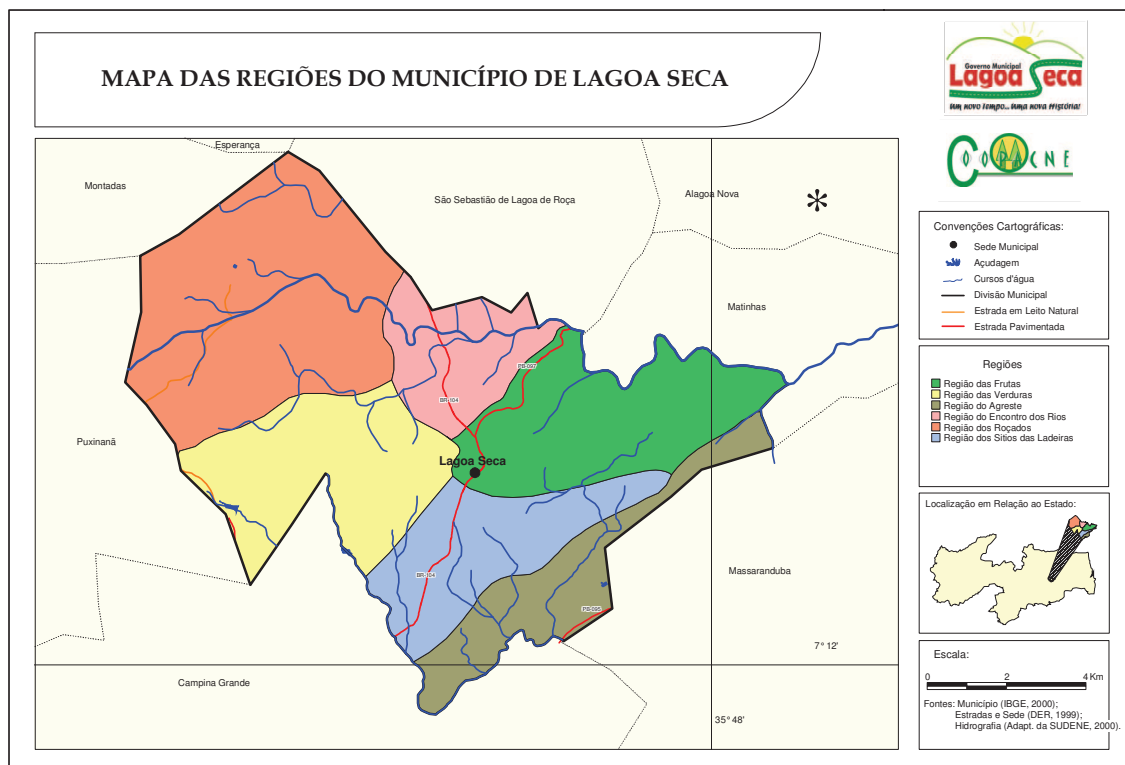 MAPA DAS REGIÕES DO MUNICÍPIO DE LAGOA SECA
Governo Municipal
Lagoa Seca
Um novo Tempo... Uma nova História!
COOPACNE
Esperança
Montadas
São Sebastião de Lagoa de Roça
Alagoa Nova
Matinhas
PB-097
BR-104
Puxinanã
Lagoa Seca
Massaranduba
BR-104
PB-095
7° 12'
Campina Grande
35° 48'
Convenções Cartográficas:
Sede Municipal
Açudagem
Cursos d'água
Divisão Municipal
Estrada em Leito Natural
Estrada Pavimentada
Regiões
Região das Frutas
Região das Verduras
Região do Agreste
Região do Encontro dos Rios
Região dos Roçados
Região dos Sítios das Ladeiras
Localização em Relação ao Estado:
Escala:
0 2 4 Km
Fontes: Município (IBGE, 2000);
Estradas e Sede (DER, 1999);
Hidrografia (Adapt. da SUDENE, 2000).